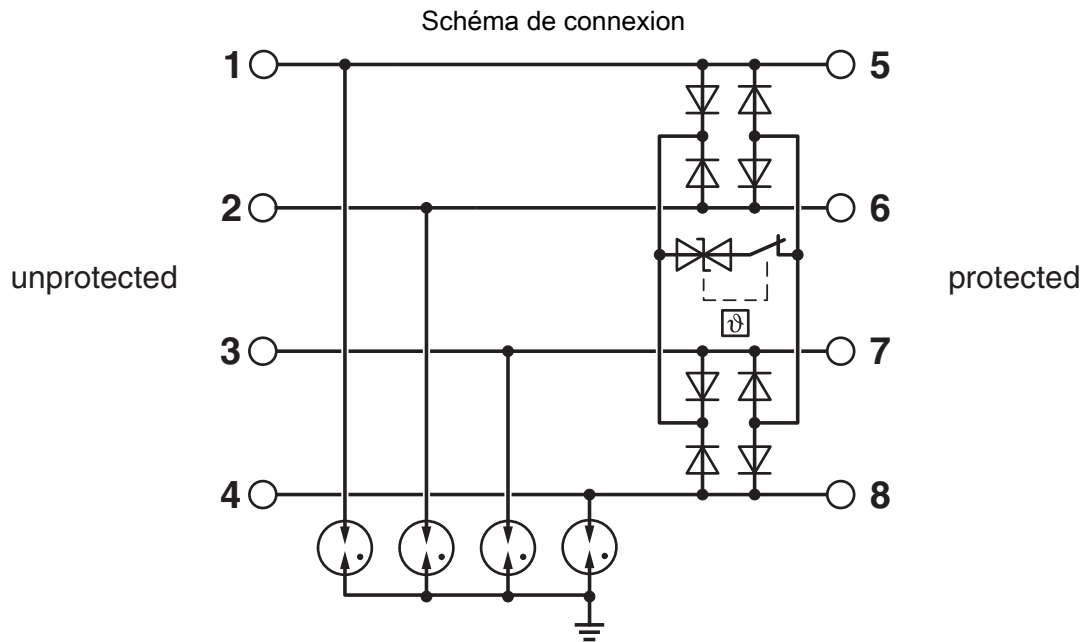 Schéma de connexion
1 5
2 6
unprotected protected
ϑ
3 7
4 8